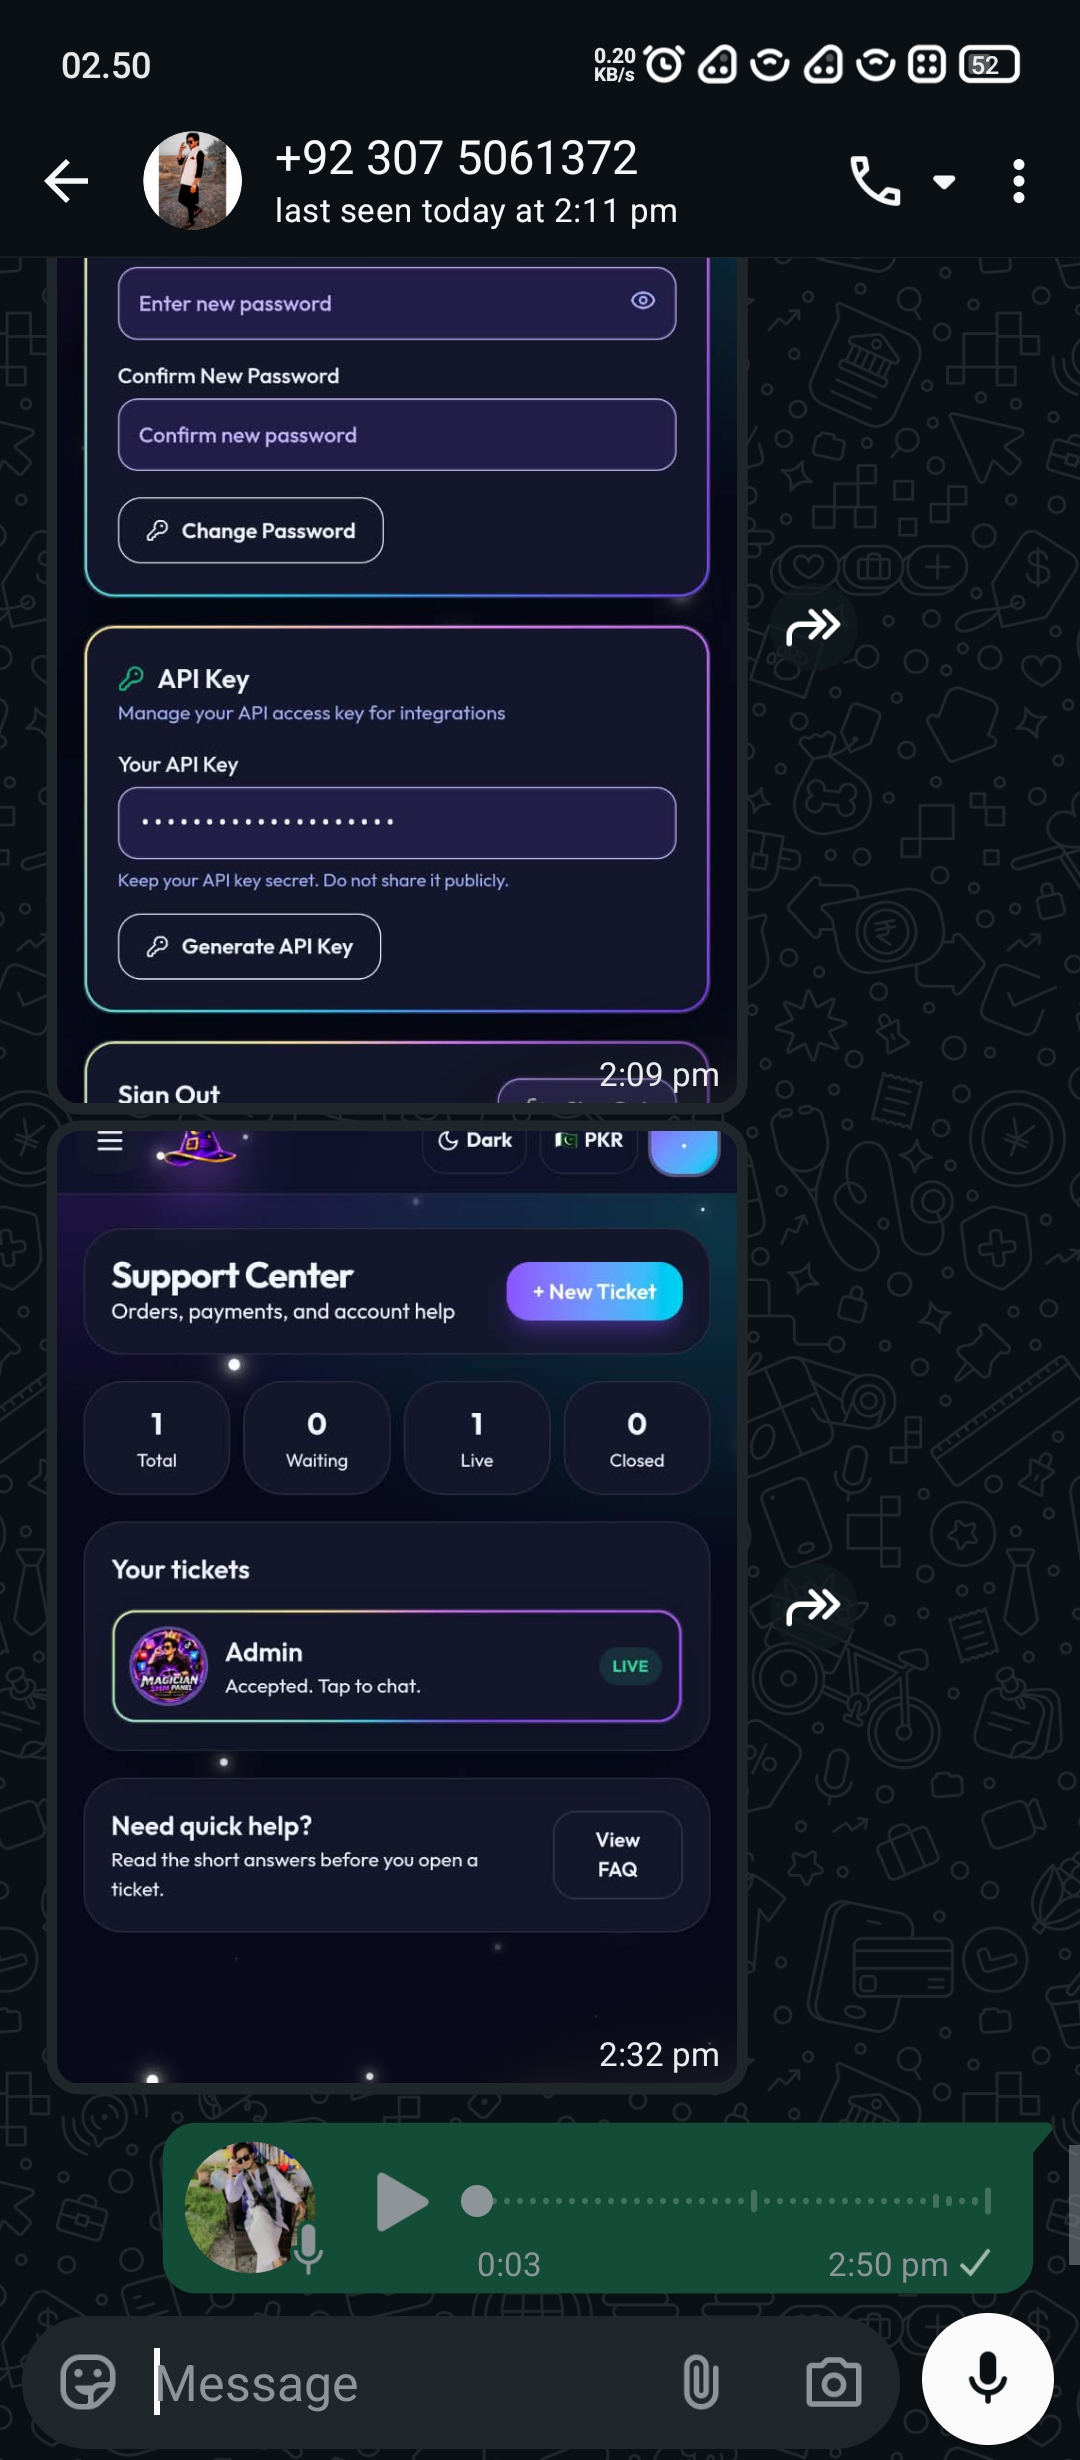 02.50
0.20
KB/s
52
+92 307 5061372
last seen today at 2:11 pm
Enter new password
Confirm New Password
Confirm new password
Change Password
API Key
Manage your API access key for integrations
Your API Key
Keep your API key secret. Do not share it publicly.
Generate API Key
Sign Out
2:09 pm
Dark
PKR
Support Center
Orders, payments, and account help
+ New Ticket
1
Total
0
Waiting
1
Live
0
Closed
Your tickets
MAGICIAN
SMM PANEL
Admin
Accepted. Tap to chat.
LIVE
Need quick help?
Read the short answers before you open a
ticket.
View
FAQ
2:32 pm
0:03
2:50 pm
Message